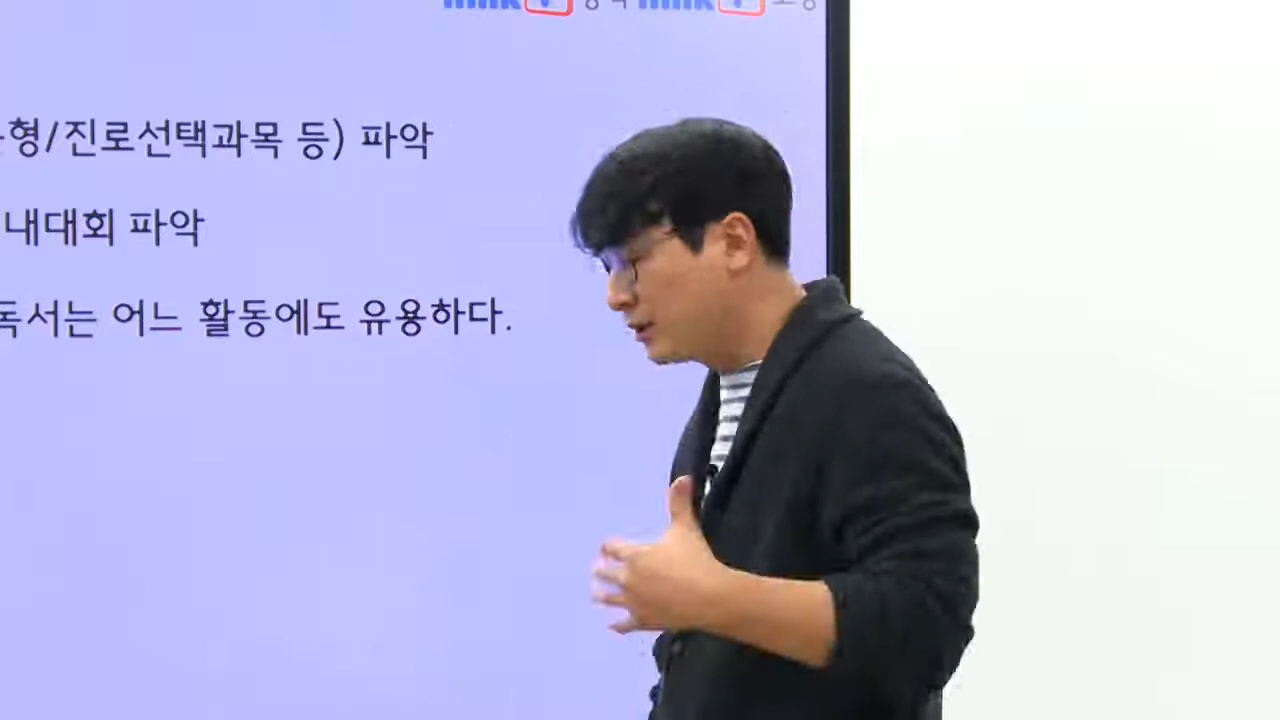 형/진로선택과목 등) 파악
내대회 파악
독서는 어느 활동에도 유용하다.